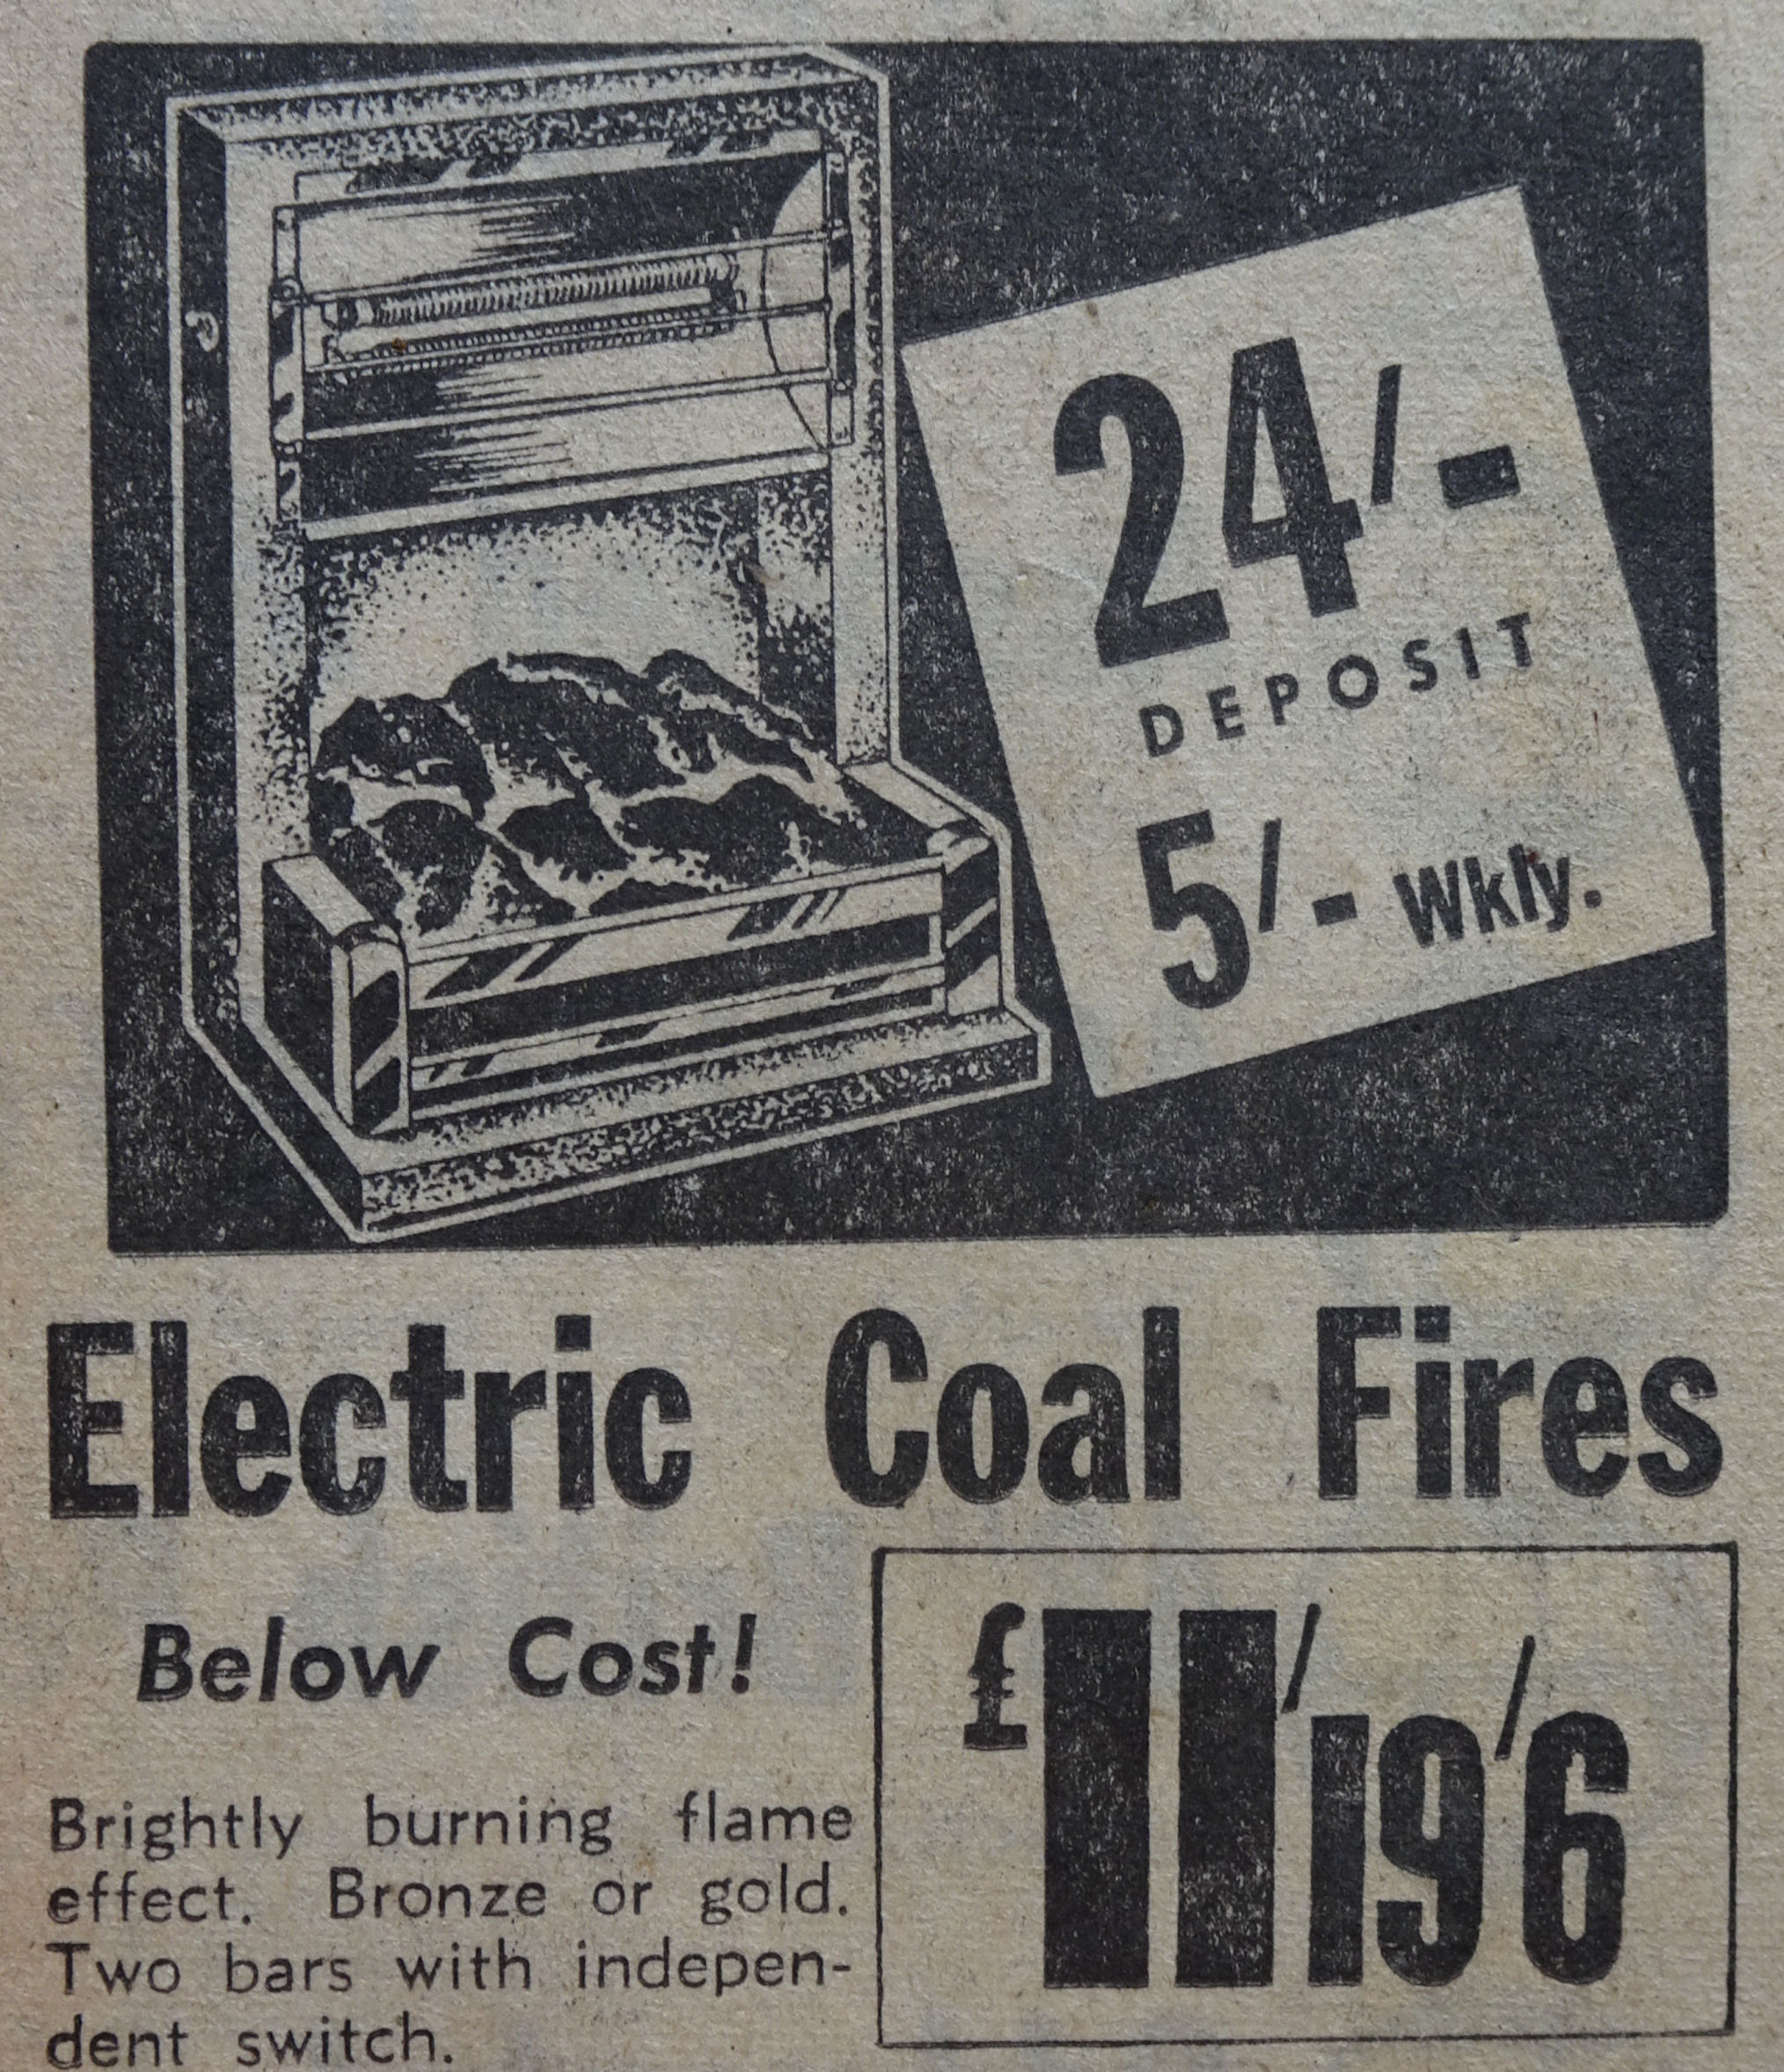 24/-
DEPOSIT
5/- Wkly.
Electric Coal Fires
Below Cost!
£11/19/6
Brightly burning flame
effect. Bronze or gold.
Two bars with indepen-
dent switch.